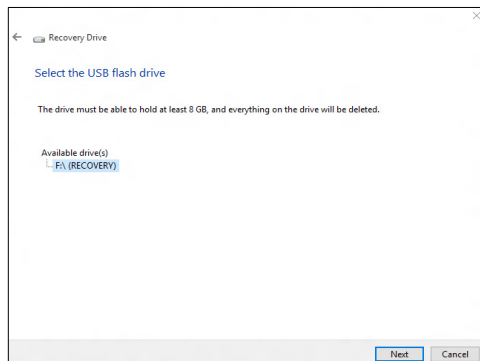 Recovery Drive
Select the USB flash drive
The drive must be able to hold at least 8 GB, and everything on the drive will be deleted.
Available drive(s)
F:\ (RECOVERY)
Next Cancel